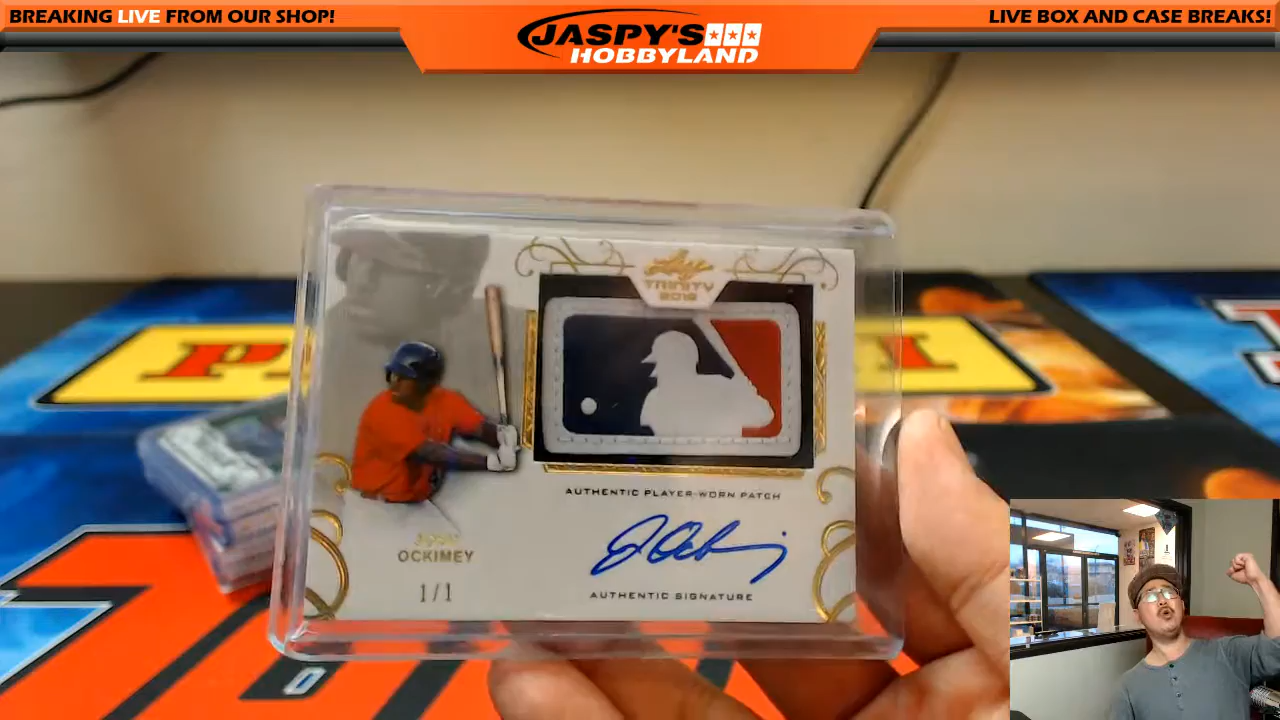 BREAKING LIVE FROM OUR SHOP!
JASPY'S
HOBBYLAND
LIVE BOX AND CASE BREAKS!
Leaf
TRINITY
2018
AUTHENTIC PLAYER-WORN PATCH
OCKIMEY
1/1
AUTHENTIC SIGNATURE